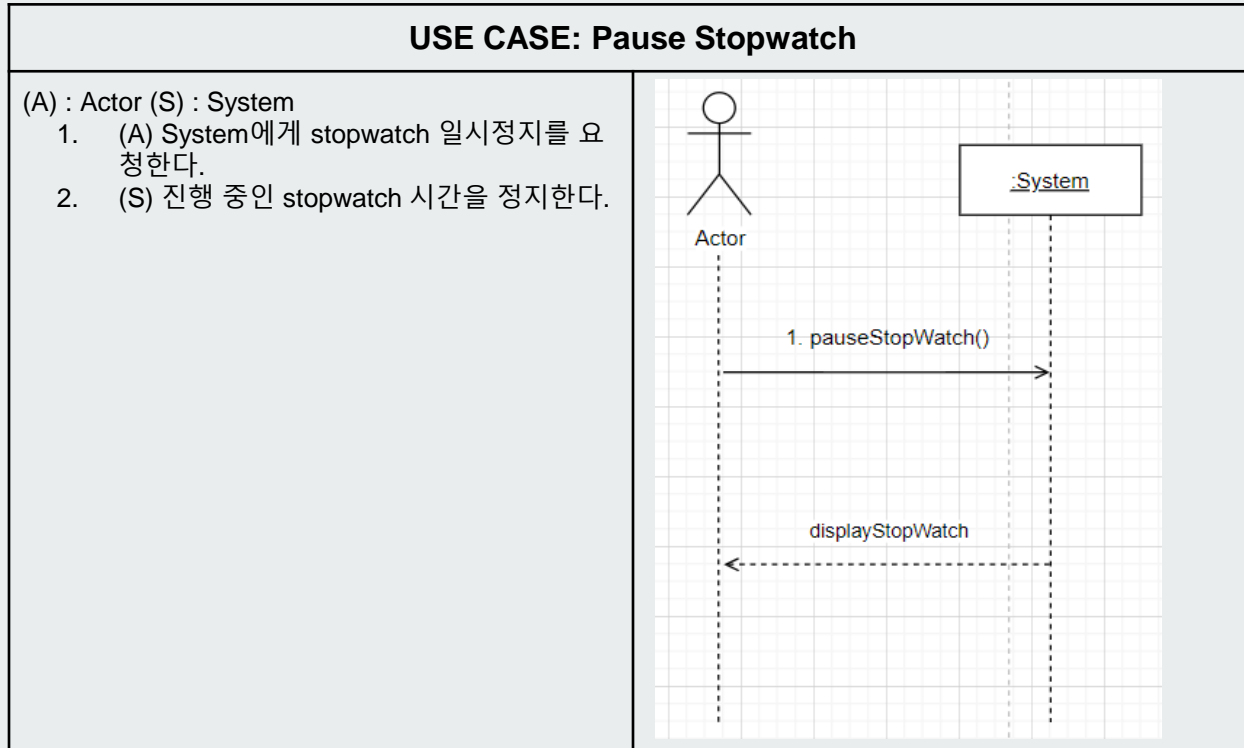 USE CASE: Pause Stopwatch
(A) : Actor (S) : System
1. (A) System에게 stopwatch 일시정지를 요
청한다.
2. (S) 진행 중인 stopwatch 시간을 정지한다.
:System
Actor
1. pauseStopWatch()
displayStopWatch